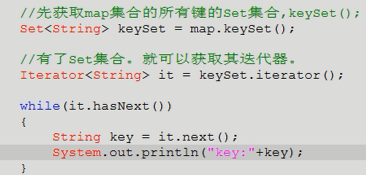 //先获取map集合的所有键的Set集合,keySet();
Set<String> keySet = map.keySet();
//有了Set集合。就可以获取其迭代器。
Iterator<String> it = keySet.iterator();
while(it.hasNext())
{
String key = it.next();
System.out.println("key:"+key);
}